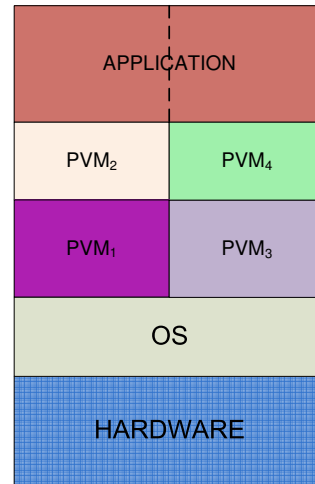 APPLICATION
PVM₂ PVM₄
PVM₁ PVM₃
OS
HARDWARE